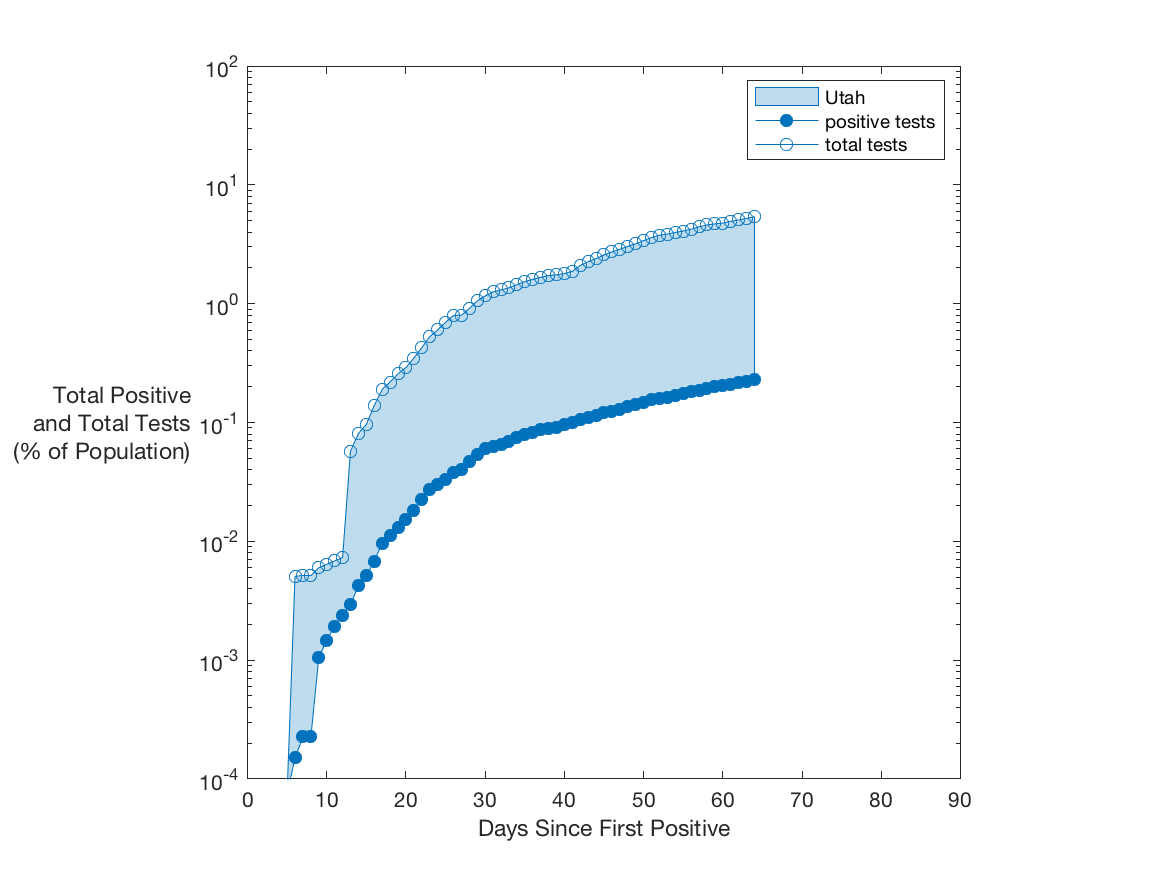 10^2
10^1
10^0
10^-1
10^-2
10^-3
10^-4
Total Positive
and Total Tests
(% of Population)
Utah
positive tests
total tests
0 10 20 30 40 50 60 70 80 90
Days Since First Positive